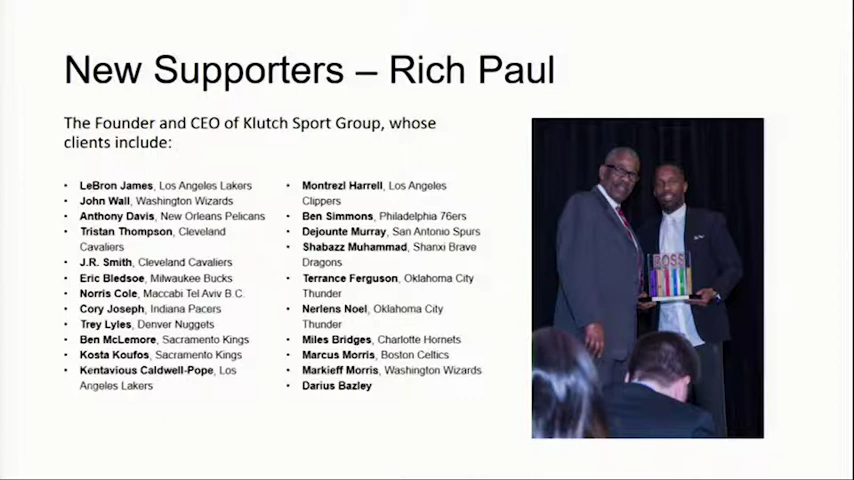 New Supporters – Rich Paul
The Founder and CEO of Klutch Sport Group, whose
clients include:
• LeBron James, Los Angeles Lakers
• John Wall, Washington Wizards
• Anthony Davis, New Orleans Pelicans
• Tristan Thompson, Cleveland
Cavaliers
• J.R. Smith, Cleveland Cavaliers
• Eric Bledsoe, Milwaukee Bucks
• Norris Cole, Maccabi Tel Aviv B.C.
• Cory Joseph, Indiana Pacers
• Trey Lyles, Denver Nuggets
• Ben McLemore, Sacramento Kings
• Kosta Koufos, Sacramento Kings
• Kentavious Caldwell-Pope, Los
Angeles Lakers
• Montrezl Harrell, Los Angeles
Clippers
• Ben Simmons, Philadelphia 76ers
• Dejounte Murray, San Antonio Spurs
• Shabazz Muhammad, Shanxi Brave
Dragons
• Terrance Ferguson, Oklahoma City
Thunder
• Nerlens Noel, Oklahoma City
Thunder
• Miles Bridges, Charlotte Hornets
• Marcus Morris, Boston Celtics
• Markieff Morris, Washington Wizards
• Darius Bazley
BOSS